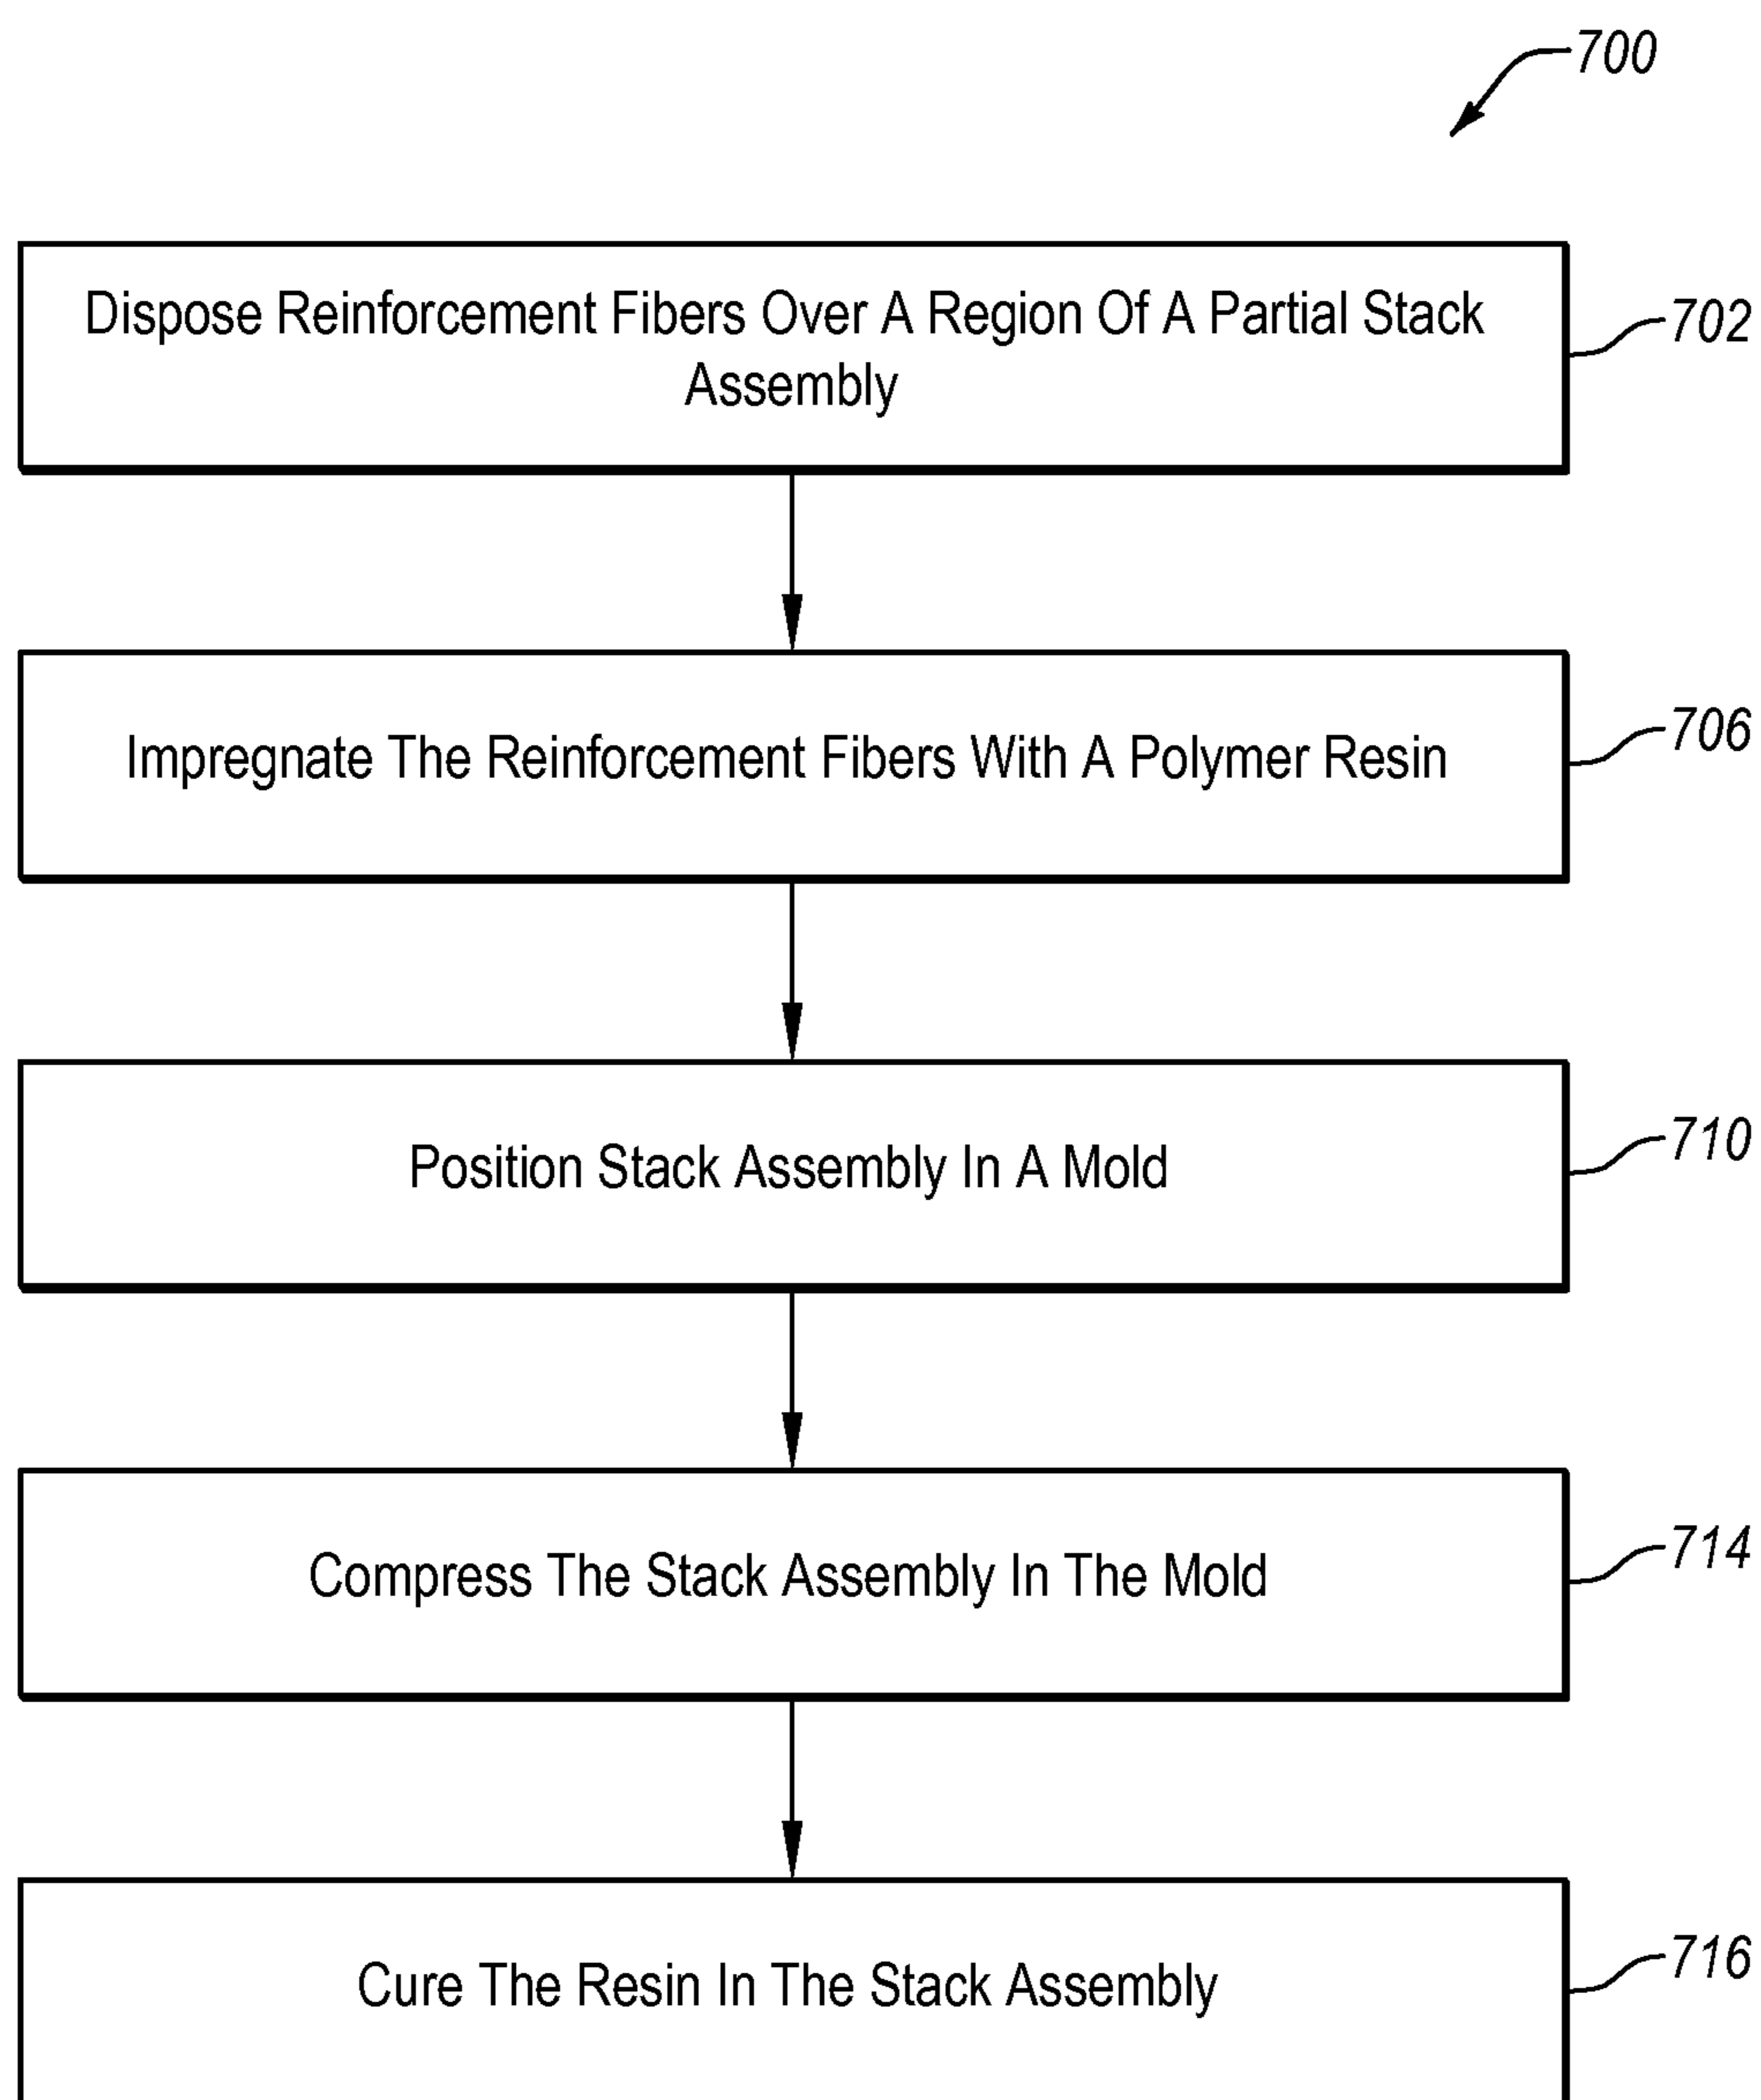 700
Dispose Reinforcement Fibers Over A Region Of A Partial Stack
Assembly
702
Impregnate The Reinforcement Fibers With A Polymer Resin
706
Position Stack Assembly In A Mold
710
Compress The Stack Assembly In The Mold
714
Cure The Resin In The Stack Assembly
716